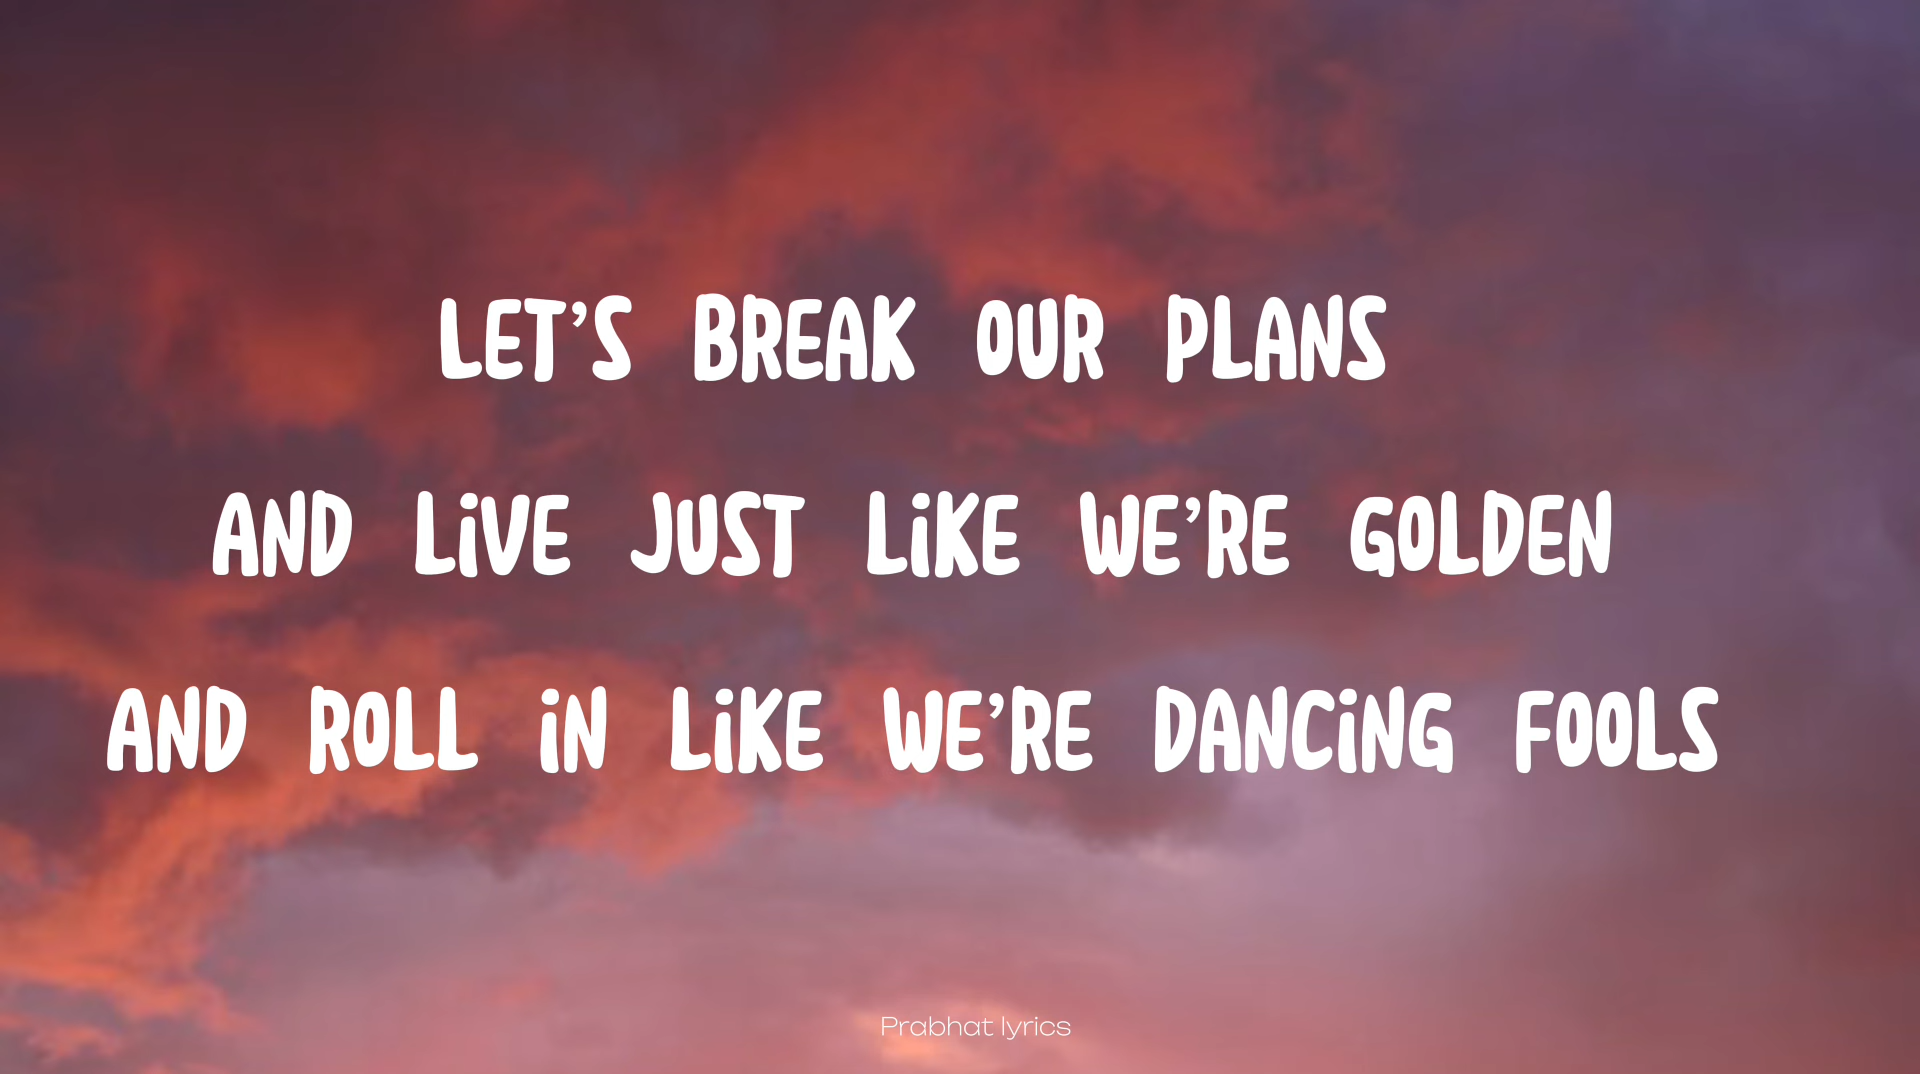 LET'S BREAK OUR PLANS
AND LiVE JUST LiKE WE'RE GOLDEN
AND ROLL iN LiKE WE'RE DANCiNG FOOLS
Prabhat lyrics